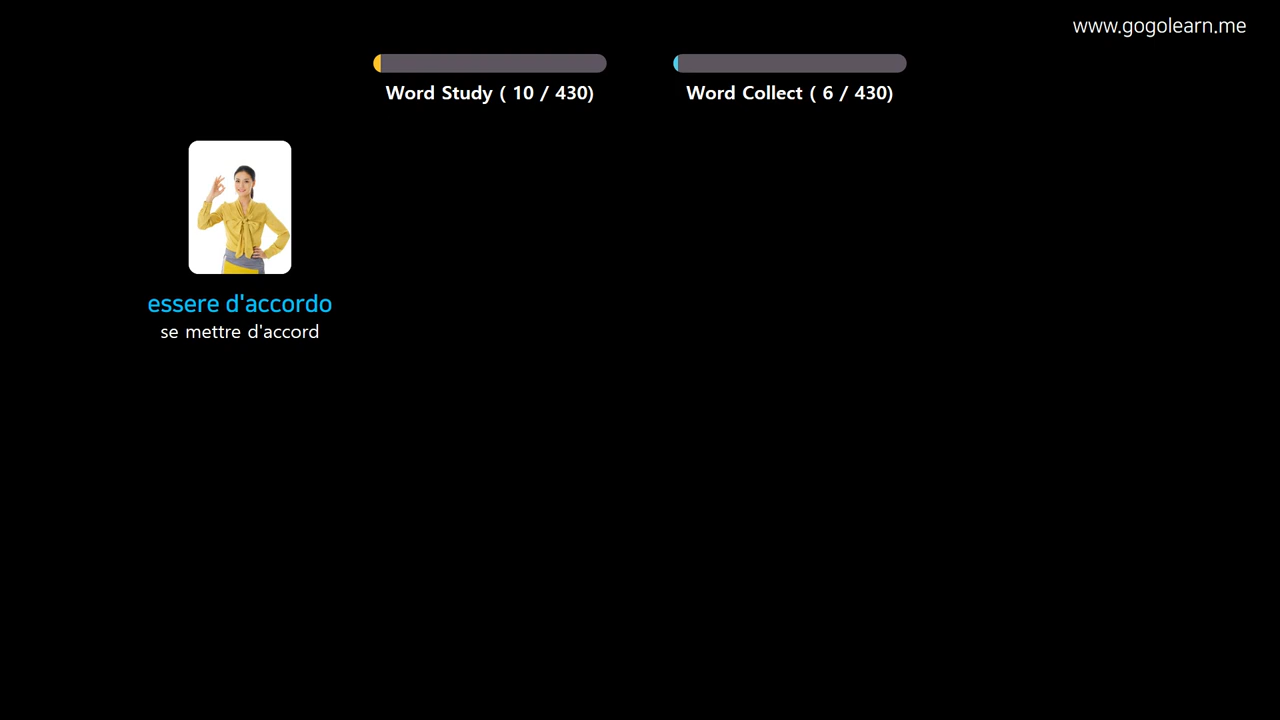 www.gogolearn.me
Word Study ( 10 / 430)
Word Collect ( 6 / 430)
essere d'accordo
se mettre d'accord